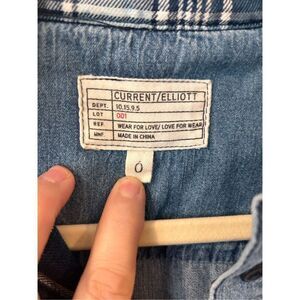 CURRENT/ELLIOTT
DEPT. 10.15.9.5
LOT 001
REF WEAR FOR LOVE/ LOVE FOR WEAR
MNF MADE IN CHINA
0